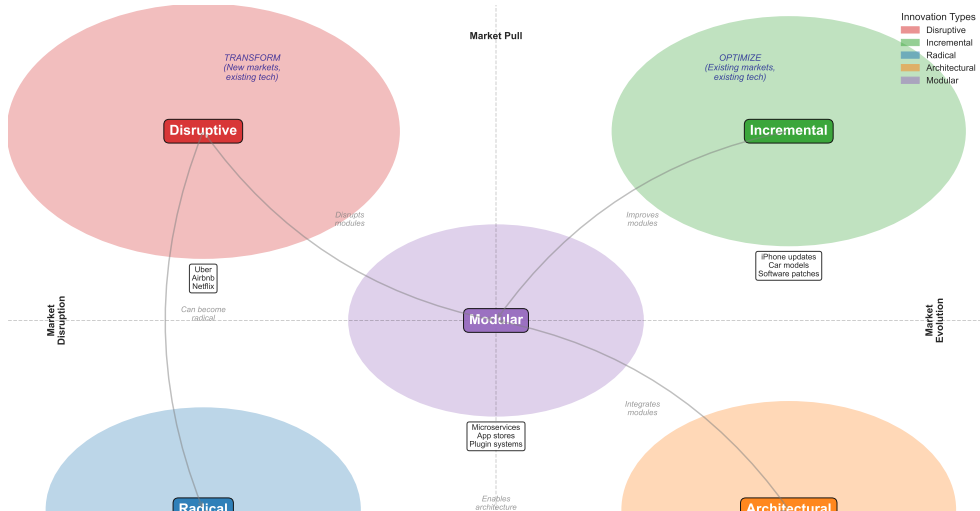 Market Pull
Innovation Types
Disruptive
Incremental
Radical
Architectural
Modular
TRANSFORM
(New markets,
existing tech)
OPTIMIZE
(Existing markets,
existing tech)
Disruptive
Incremental
Disrupts
modules
Improves
modules
Uber
Airbnb
Netflix
iPhone updates
Car models
Software patches
Can become
radical
Market
Disruption
Modular
Market
Evolution
Integrates
modules
Microservices
App stores
Plugin systems
Enables
architecture
Radical
Architectural